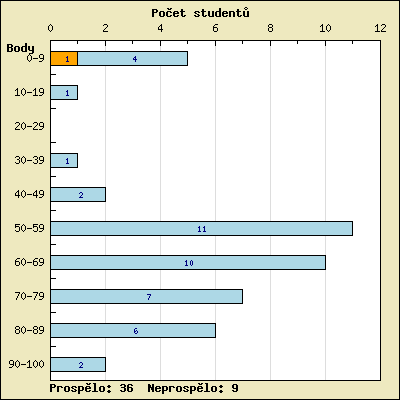 Počet studentů
0 2 4 6 8 10 12
Body
0-9 1 4
10-19 1
20-29
30-39 1
40-49 2
50-59 11
60-69 10
70-79 7
80-89 6
90-100 2
Prospělo: 36 Neprospělo: 9